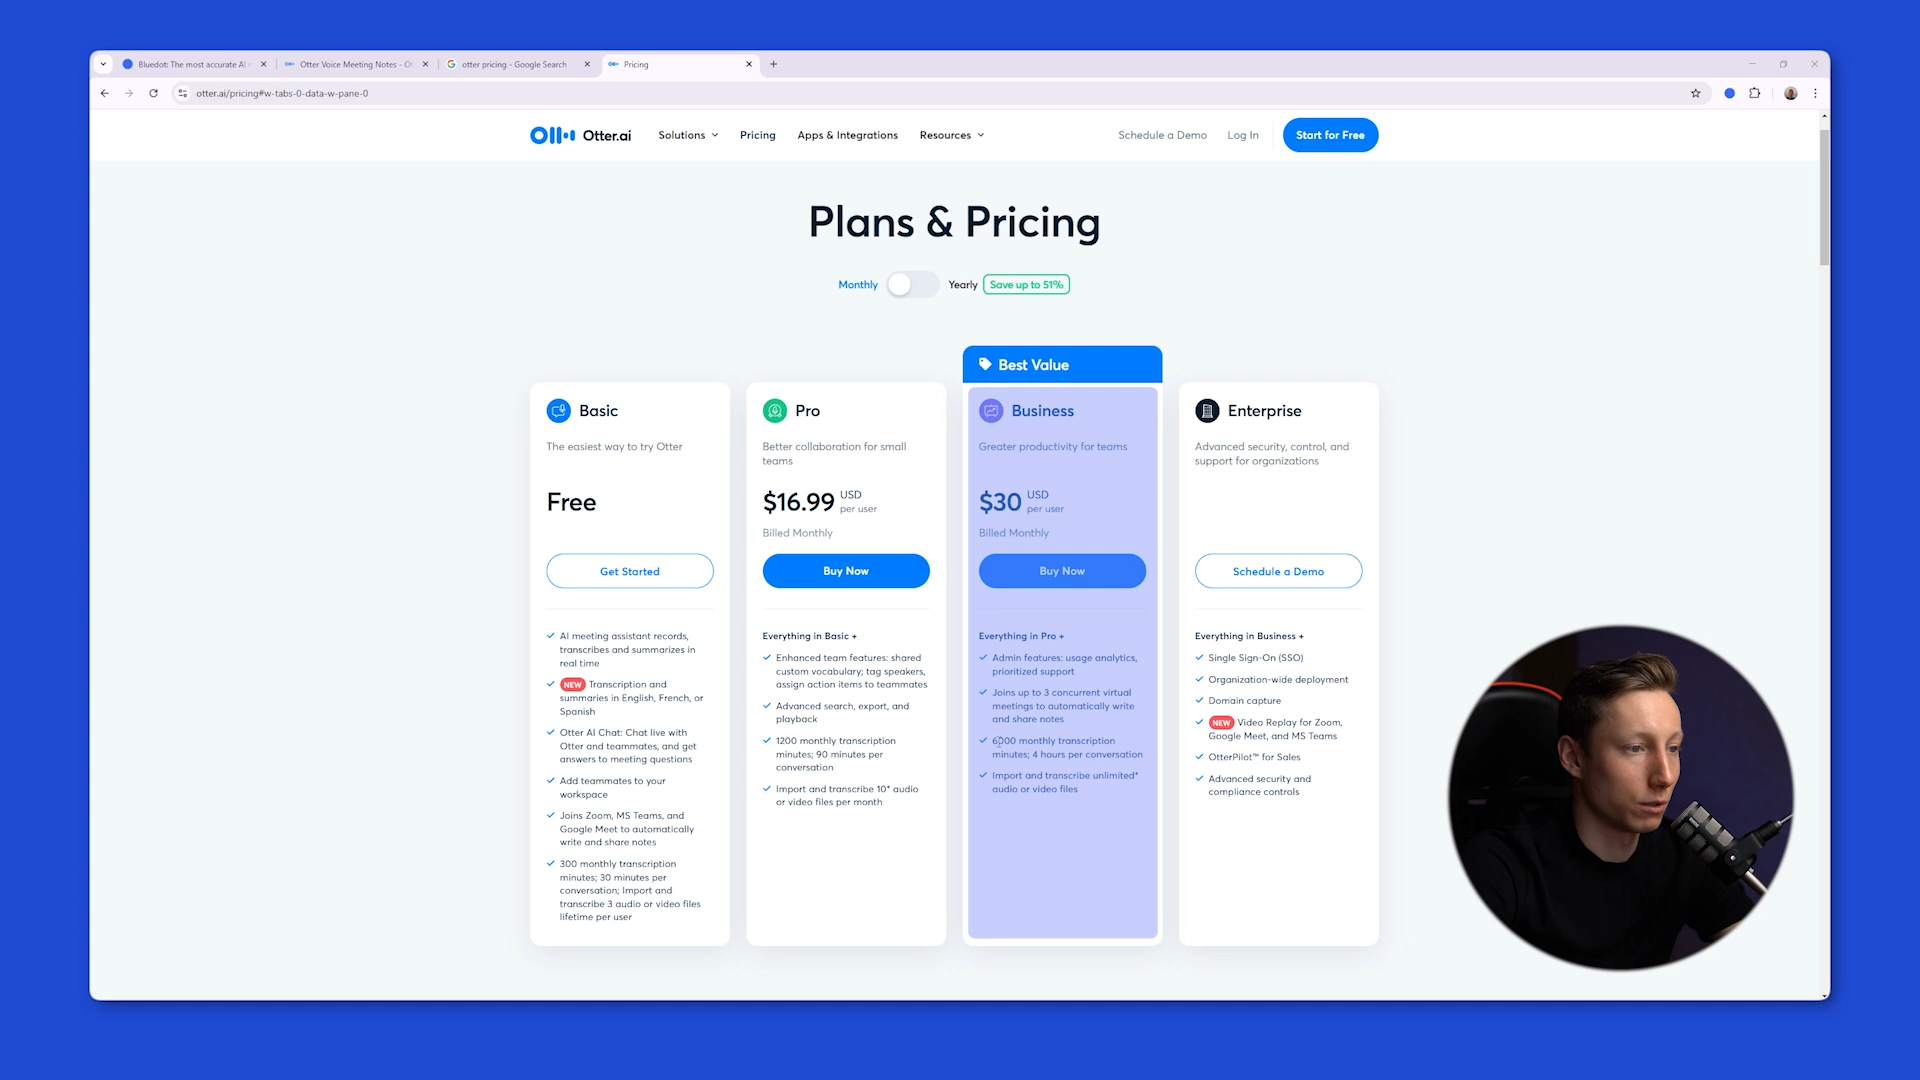 Bluedot: The most accurate AI
Otter Voice Meeting Notes - Ot
otter pricing - Google Search
Pricing
otter.ai/pricing#w-tabs-0-data-w-pane-0
Otter.ai
Solutions
Pricing
Apps & Integrations
Resources
Schedule a Demo
Log In
Start for Free
Plans & Pricing
Monthly
Yearly
Save up to 51%
Basic
The easiest way to try Otter
Free
Get Started
AI meeting assistant records,
transcribes and summarizes in
real time
NEW Transcription and
summaries in English, French, or
Spanish
Otter AI Chat: Chat live with
Otter and teammates, and get
answers to meeting questions
Add teammates to your
workspace
Joins Zoom, MS Teams, and
Google Meet to automatically
write and share notes
300 monthly transcription
minutes; 30 minutes per
conversation; Import and
transcribe 3 audio or video files
lifetime per user
Pro
Better collaboration for small
teams
$16.99 USD
per user
Billed Monthly
Buy Now
Everything in Basic +
Enhanced team features: shared
custom vocabulary; tag speakers,
assign action items to teammates
Advanced search, export, and
playback
1200 monthly transcription
minutes; 90 minutes per
conversation
Import and transcribe 10* audio
or video files per month
Best Value
Business
Greater productivity for teams
$30 USD
per user
Billed Monthly
Buy Now
Everything in Pro +
Admin features: usage analytics,
prioritized support
Joins up to 3 concurrent virtual
meetings to automatically write
and share notes
6000 monthly transcription
minutes; 4 hours per conversation
Import and transcribe unlimited*
audio or video files
Enterprise
Advanced security, control, and
support for organizations
Schedule a Demo
Everything in Business +
Single Sign-On (SSO)
Organization-wide deployment
Domain capture
NEW Video Replay for Zoom,
Google Meet, and MS Teams
OtterPilot™ for Sales
Advanced security and
compliance controls